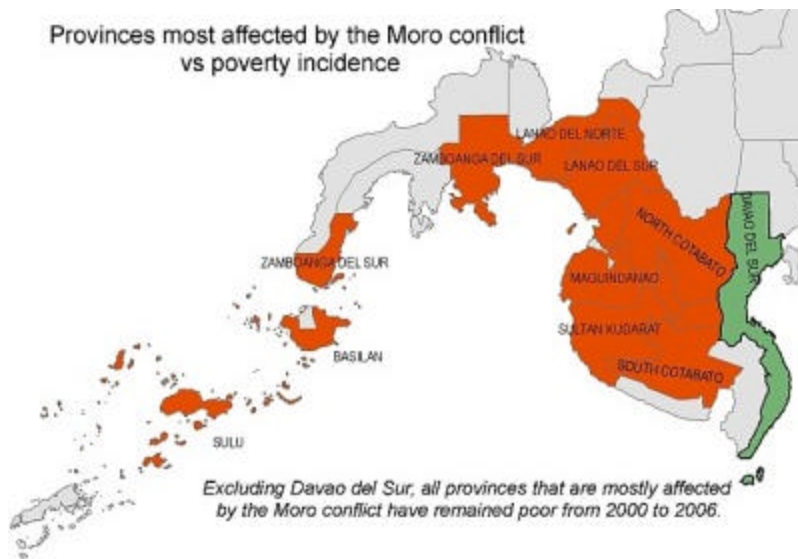 Provinces most affected by the Moro conflict
vs poverty incidence
LANAO DEL NORTE
ZAMBOANGA DEL SUR
LANAO DEL SUR
DAVAO DEL SUR
NORTH COTABATO
ZAMBOANGA DEL SUR
MAGUINDANAO
SULTAN KUDARAT
BASILAN
SOUTH COTABATO
SULU
Excluding Davao del Sur, all provinces that are mostly affected
by the Moro conflict have remained poor from 2000 to 2006.